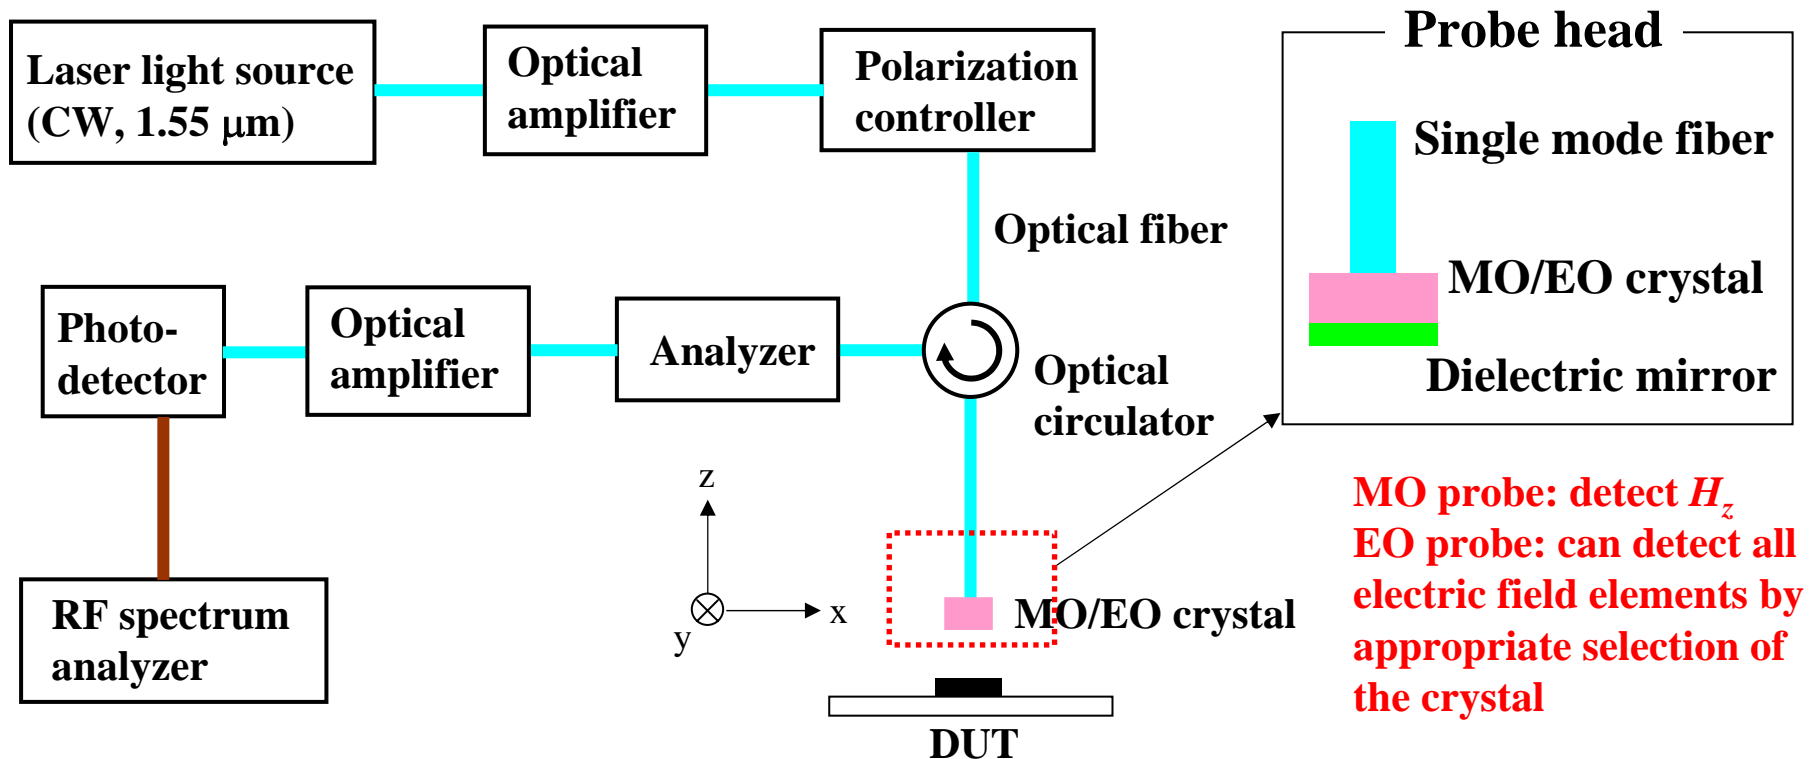 Laser light source
(CW, 1.55 μm)
Optical
amplifier
Polarization
controller
Probe head
Single mode fiber
MO/EO crystal
Dielectric mirror
Optical fiber
Photo-
detector
Optical
amplifier
Analyzer
Optical
circulator
z
x
y
MO/EO crystal
RF spectrum
analyzer
DUT
MO probe: detect Hz
EO probe: can detect all
electric field elements by
appropriate selection of
the crystal